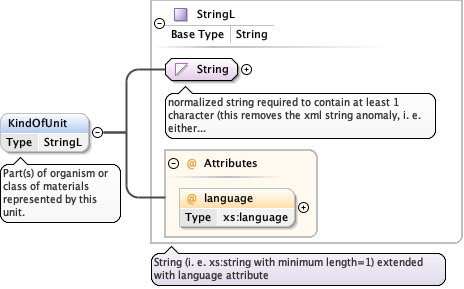 StringL
Base Type String
String
normalized string required to contain at least 1
character (this removes the xml string anomaly, i. e.
either...
KindOfUnit
Type StringL
Part(s) of organism or
class of materials
represented by this
unit.
@ Attributes
@ language
Type xs:language
String (i. e. xs:string with minimum length=1) extended
with language attribute